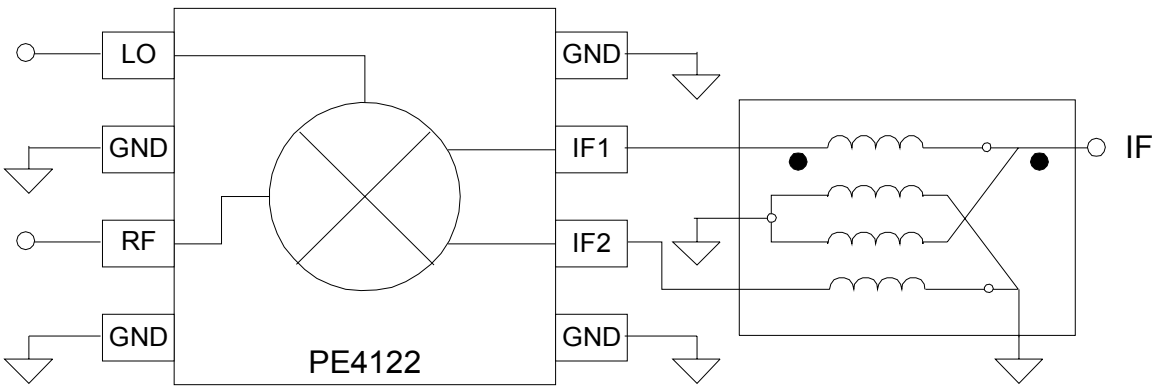 LO
GND
GND
IF1
IF
RF
IF2
GND
GND
PE4122